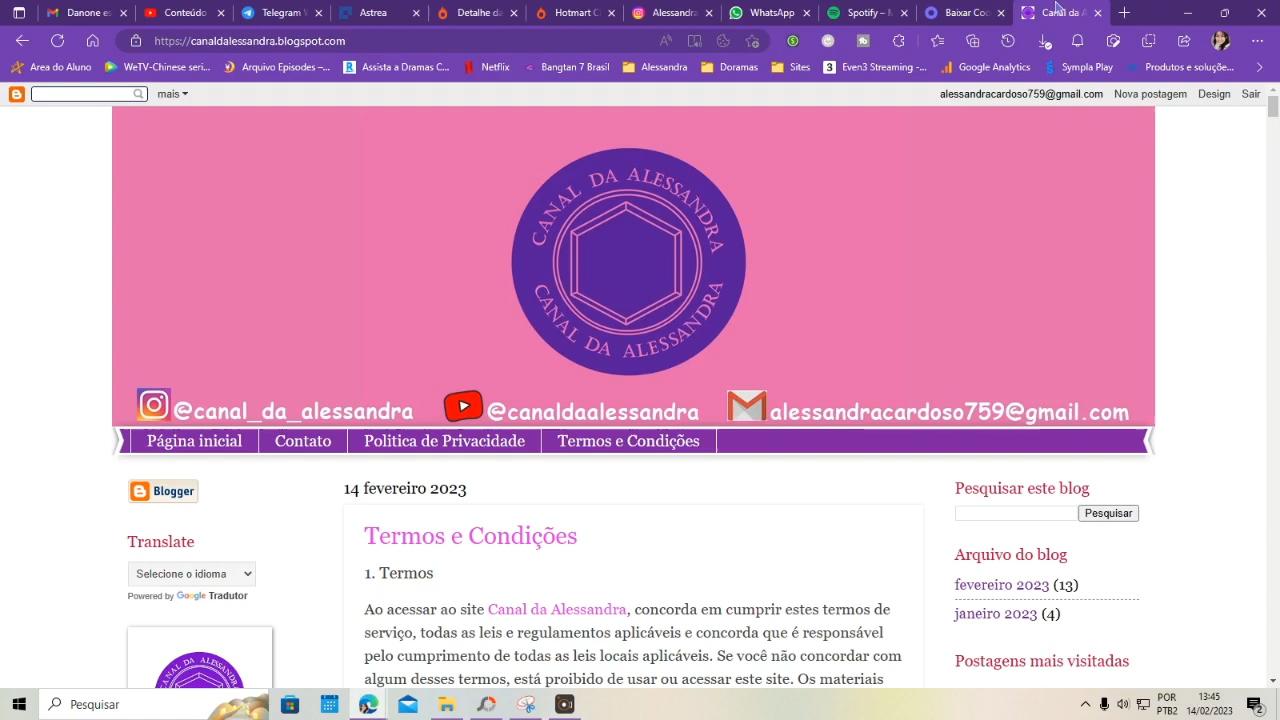 Danone es
Conteúdo
Telegram W
Astrea
Detalhe da
Hotmart C
Alessandra
WhatsApp
Spotify – M
Baixar Coo
Canal da A
https://canaldalessandra.blogspot.com
Area do Aluno
WeTV-Chinese seri...
Arquivo Episodes –...
Assista a Dramas C...
Netflix
Bangtan 7 Brasil
Alessandra
Doramas
Sites
Even3 Streaming -...
Google Analytics
Sympla Play
Produtos e soluçõe...
mais
alessandracardoso759@gmail.com Nova postagem Design Sair
CANAL DA ALESSANDRA
CANAL DA ALESSANDRA
@canal_da_alessandra @canaldaalessandra alessandracardoso759@gmail.com
Página inicial Contato Politica de Privacidade Termos e Condições
Blogger
Translate
Selecione o idioma
Powered by Google Tradutor
14 fevereiro 2023
Termos e Condições
1. Termos
Ao acessar ao site Canal da Alessandra, concorda em cumprir estes termos de
serviço, todas as leis e regulamentos aplicáveis e concorda que é responsável
pelo cumprimento de todas as leis locais aplicáveis. Se você não concordar com
algum desses termos, está proibido de usar ou acessar este site. Os materiais
Pesquisar este blog
Pesquisar
Arquivo do blog
fevereiro 2023 (13)
janeiro 2023 (4)
Postagens mais visitadas
Pesquisar
POR
PTB2
13:45
14/02/2023
2